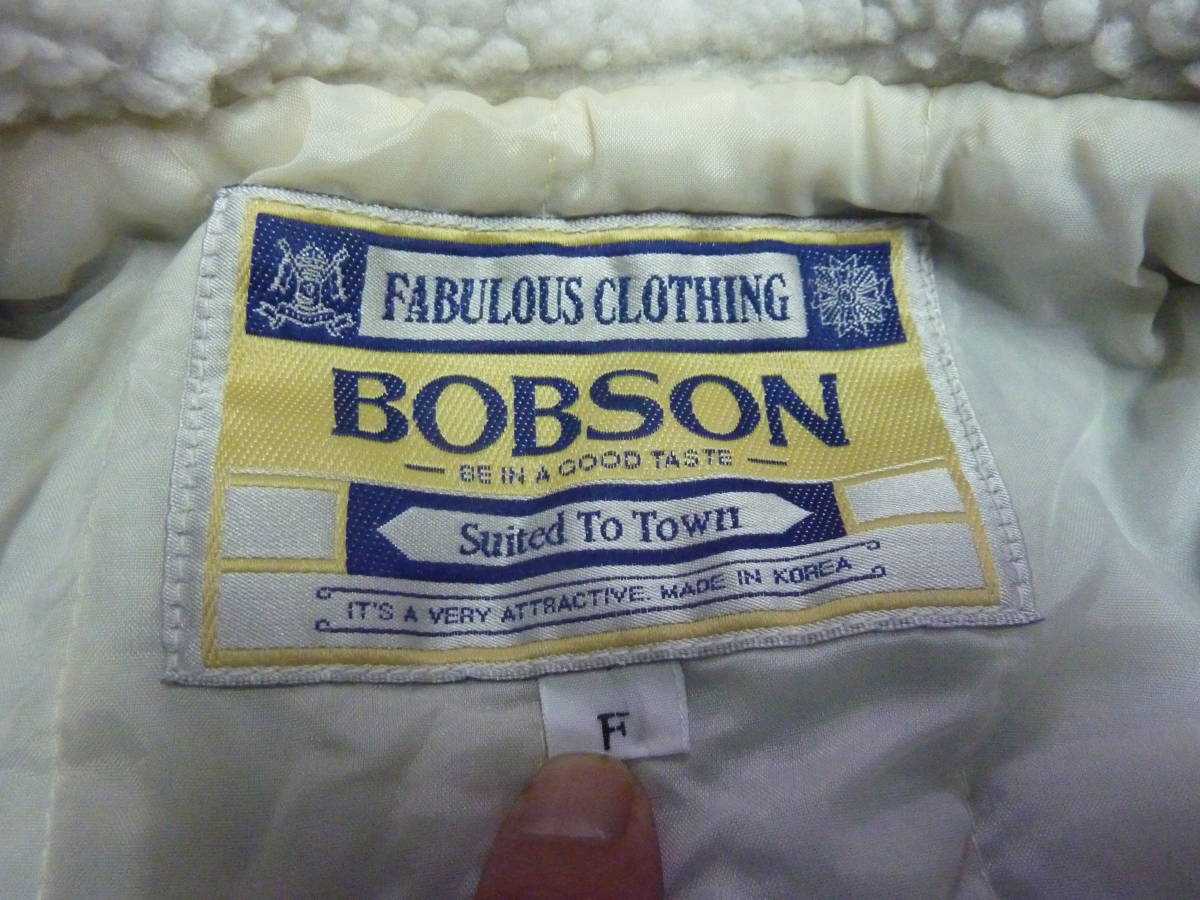 FABULOUS CLOTHING
BOBSON
BE IN A GOOD TASTE
Suited To Town
IT'S A VERY ATTRACTIVE. MADE IN KOREA
F